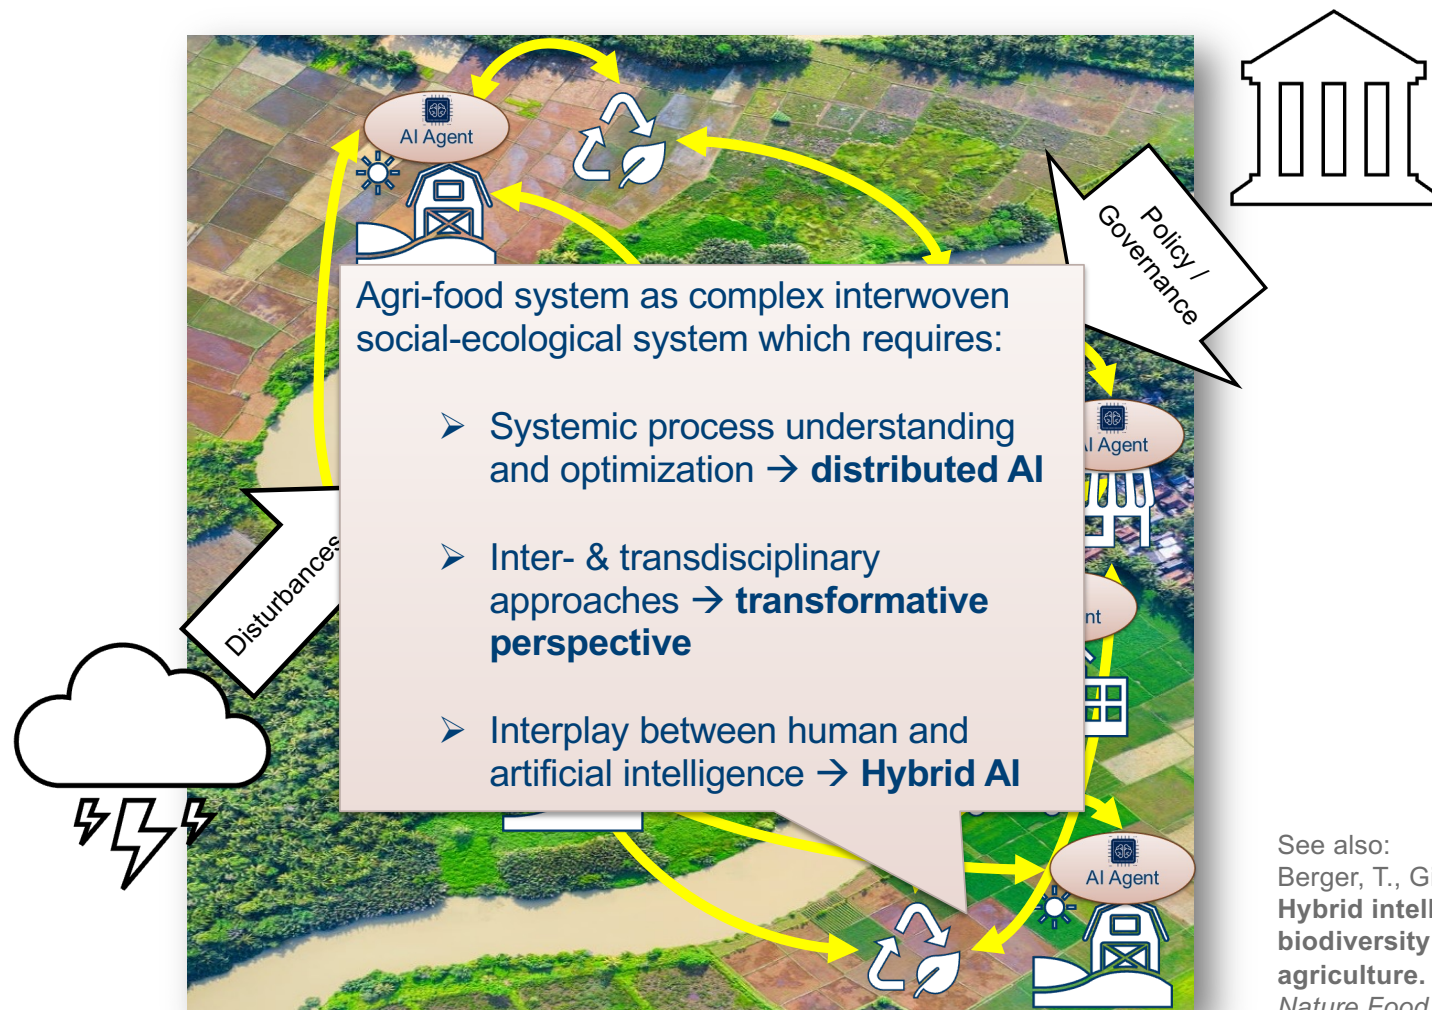 AI Agent
Policy /
Governance
Agri-food system as complex interwoven
social-ecological system which requires:
➢ Systemic process understanding
and optimization → distributed AI
➢ Inter- & transdisciplinary
approaches → transformative
perspective
➢ Interplay between human and
artificial intelligence → Hybrid AI
AI Agent
Disturbances
AI Agent
See also:
Berger, T.,
Hybrid
biodiversity
agriculture.
Nature Food